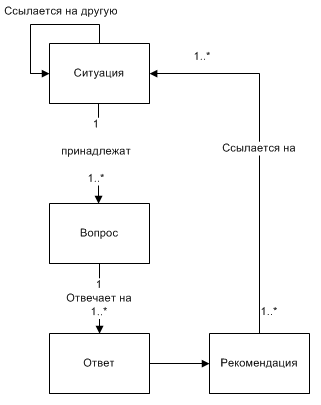 Ссылается на другую
1..*
Ситуация
1
Ссылается на
принадлежат
1..*
Вопрос
1
Отвечает на
1..*
1..*
Ответ
Рекомендация